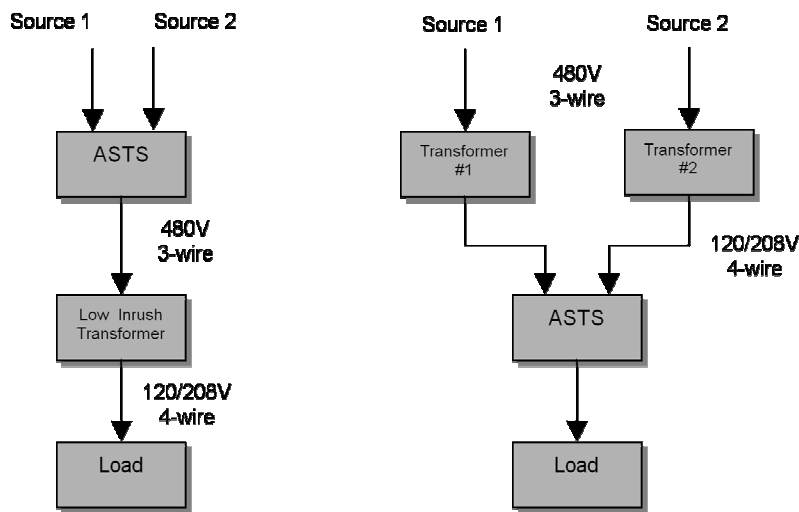 Source 1
Source 2
ASTS
480V
3-wire
Low Inrush
Transformer
120/208V
4-wire
Load
Source 1
Source 2
480V
3-wire
Transformer
#1
Transformer
#2
120/208V
4-wire
ASTS
Load